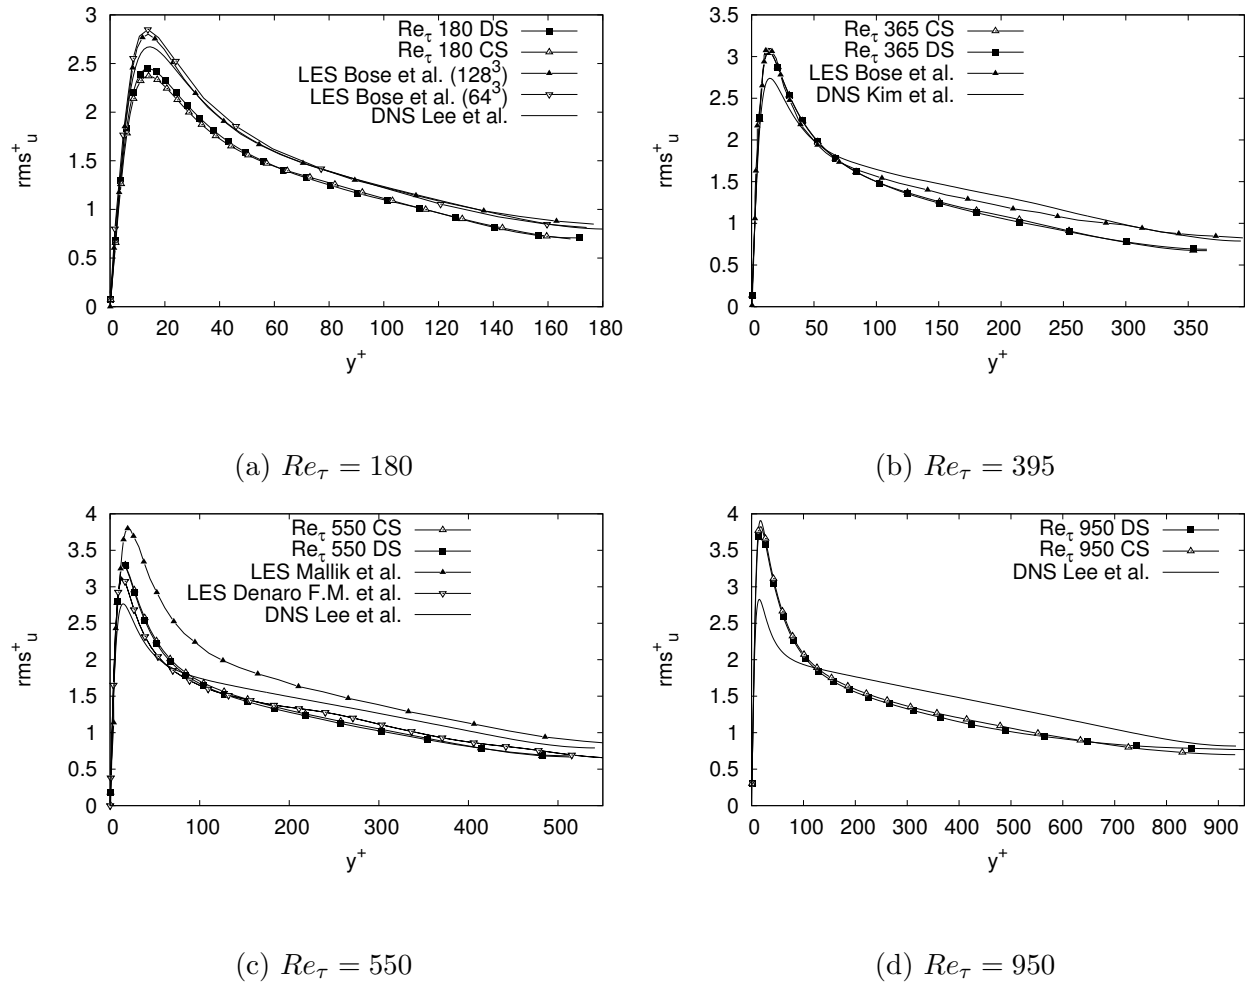 3
2.5
2
1.5
1
0.5
0
rms⁺ᵤ
Re_τ 180 DS
Re_τ 180 CS
LES Bose et al. (128³)
LES Bose et al. (64³)
DNS Lee et al.
0 20 40 60 80 100 120 140 160 180
y⁺
(a) Re_τ = 180
4
3.5
3
2.5
2
1.5
1
0.5
0
rms⁺ᵤ
Re_τ 365 CS
Re_τ 365 DS
LES Bose et al.
DNS Kim et al.
0 50 100 150 200 250 300 350
y⁺
(b) Re_τ = 395
4
3.5
3
2.5
2
1.5
1
0.5
0
rms⁺ᵤ
Re_τ 550 CS
Re_τ 550 DS
LES Mallik et al.
LES Denaro F.M. et al.
DNS Lee et al.
0 100 200 300 400 500
y⁺
(c) Re_τ = 550
4
3.5
3
2.5
2
1.5
1
0.5
0
rms⁺ᵤ
Re_τ 950 DS
Re_τ 950 CS
DNS Lee et al.
0 100 200 300 400 500 600 700 800 900
y⁺
(d) Re_τ = 950